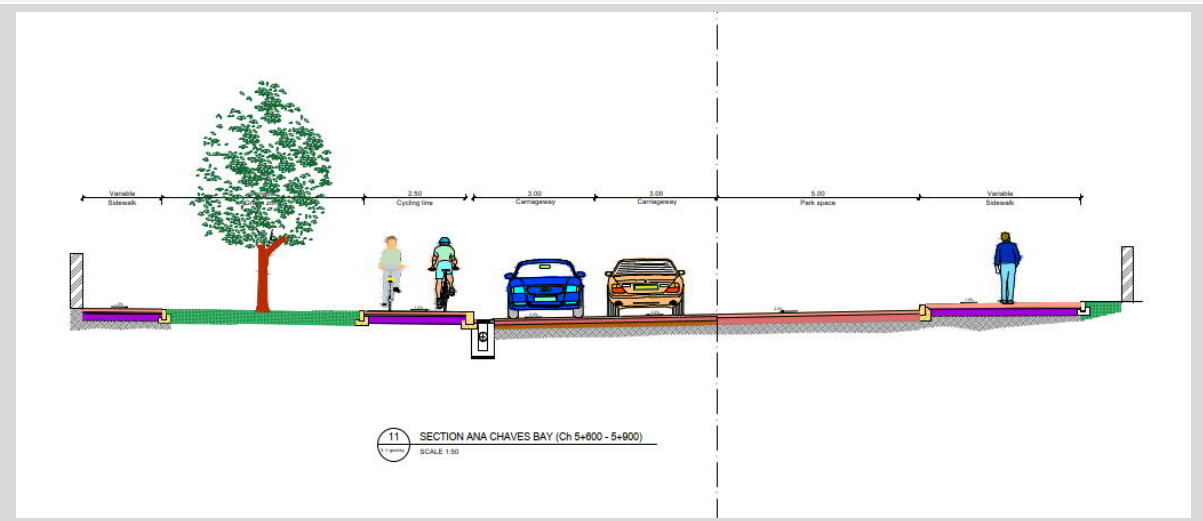 Variable
Sidewalk
2.50
Cycling line
3.00
Carriageway
3.00
Carriageway
5.00
Park space
Variable
Sidewalk
11
SECTION ANA CHAVES BAY (Ch 5+600 - 5+900)
SCALE 1:50